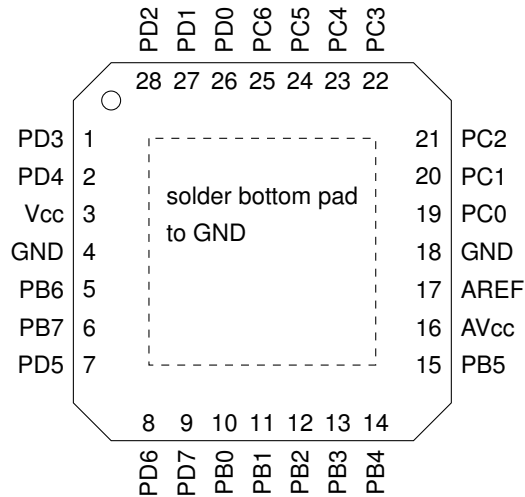 PD2 PD1 PD0 PC6 PC5 PC4 PC3
28 27 26 25 24 23 22
PD3 1 21 PC2
PD4 2 20 PC1
Vcc 3 19 PC0
GND 4 18 GND
PB6 5 17 AREF
PB7 6 16 AVcc
PD5 7 15 PB5
solder bottom pad
to GND
8 9 10 11 12 13 14
PD6 PD7 PB0 PB1 PB2 PB3 PB4